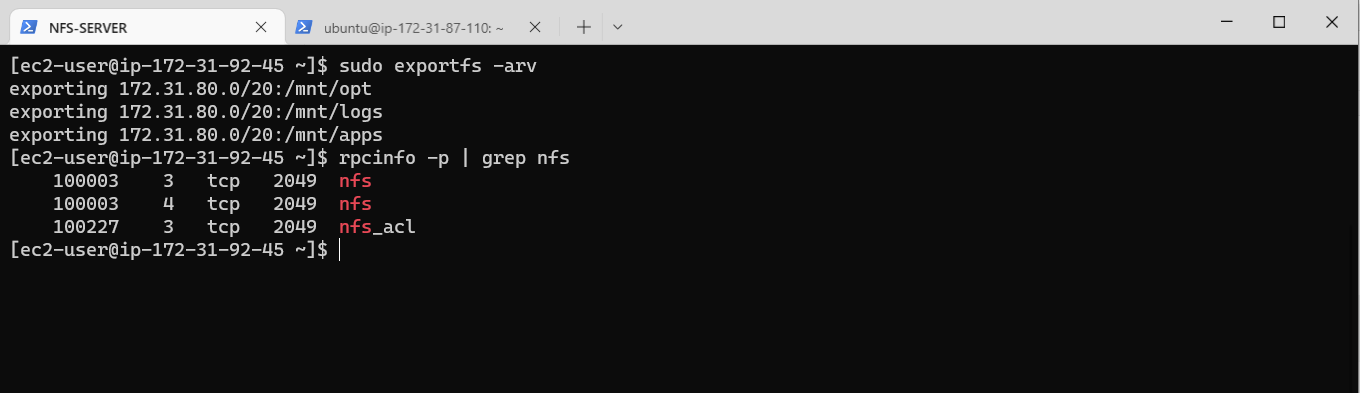 NFS-SERVER
ubuntu@ip-172-31-87-110: ~
[ec2-user@ip-172-31-92-45 ~]$ sudo exportfs -arv
exporting 172.31.80.0/20:/mnt/opt
exporting 172.31.80.0/20:/mnt/logs
exporting 172.31.80.0/20:/mnt/apps
[ec2-user@ip-172-31-92-45 ~]$ rpcinfo -p | grep nfs
    100003    3   tcp   2049  nfs
    100003    4   tcp   2049  nfs
    100227    3   tcp   2049  nfs_acl
[ec2-user@ip-172-31-92-45 ~]$